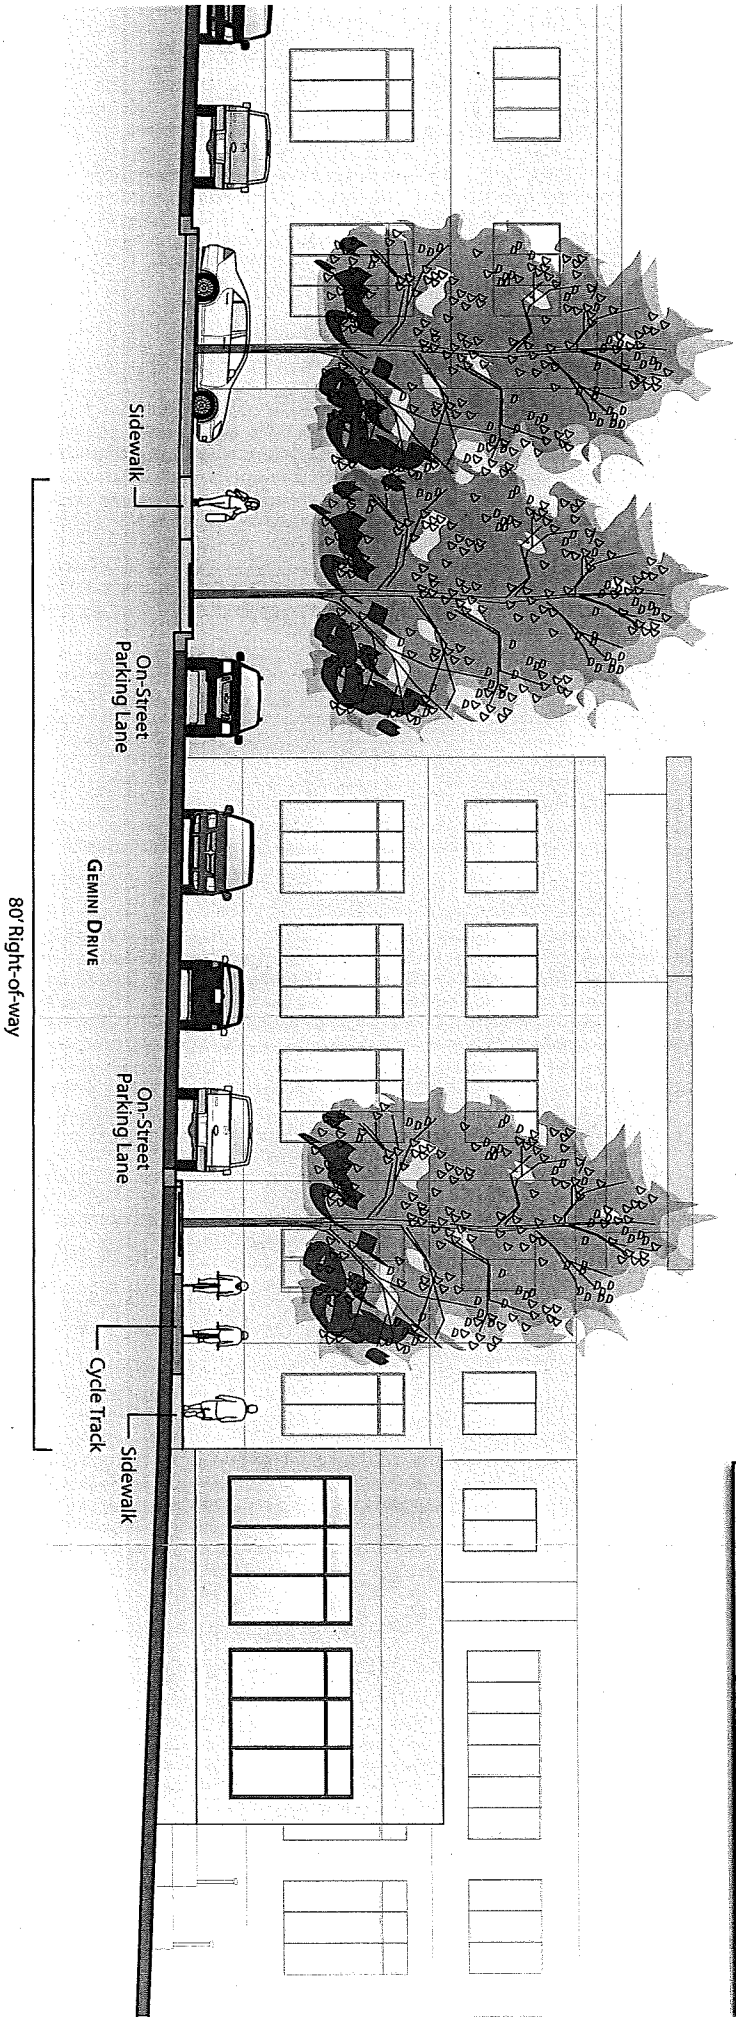 Sidewalk
On-Street
Parking Lane
GEMINI DRIVE
On-Street
Parking Lane
Cycle Track
Sidewalk
80' Right-of-way